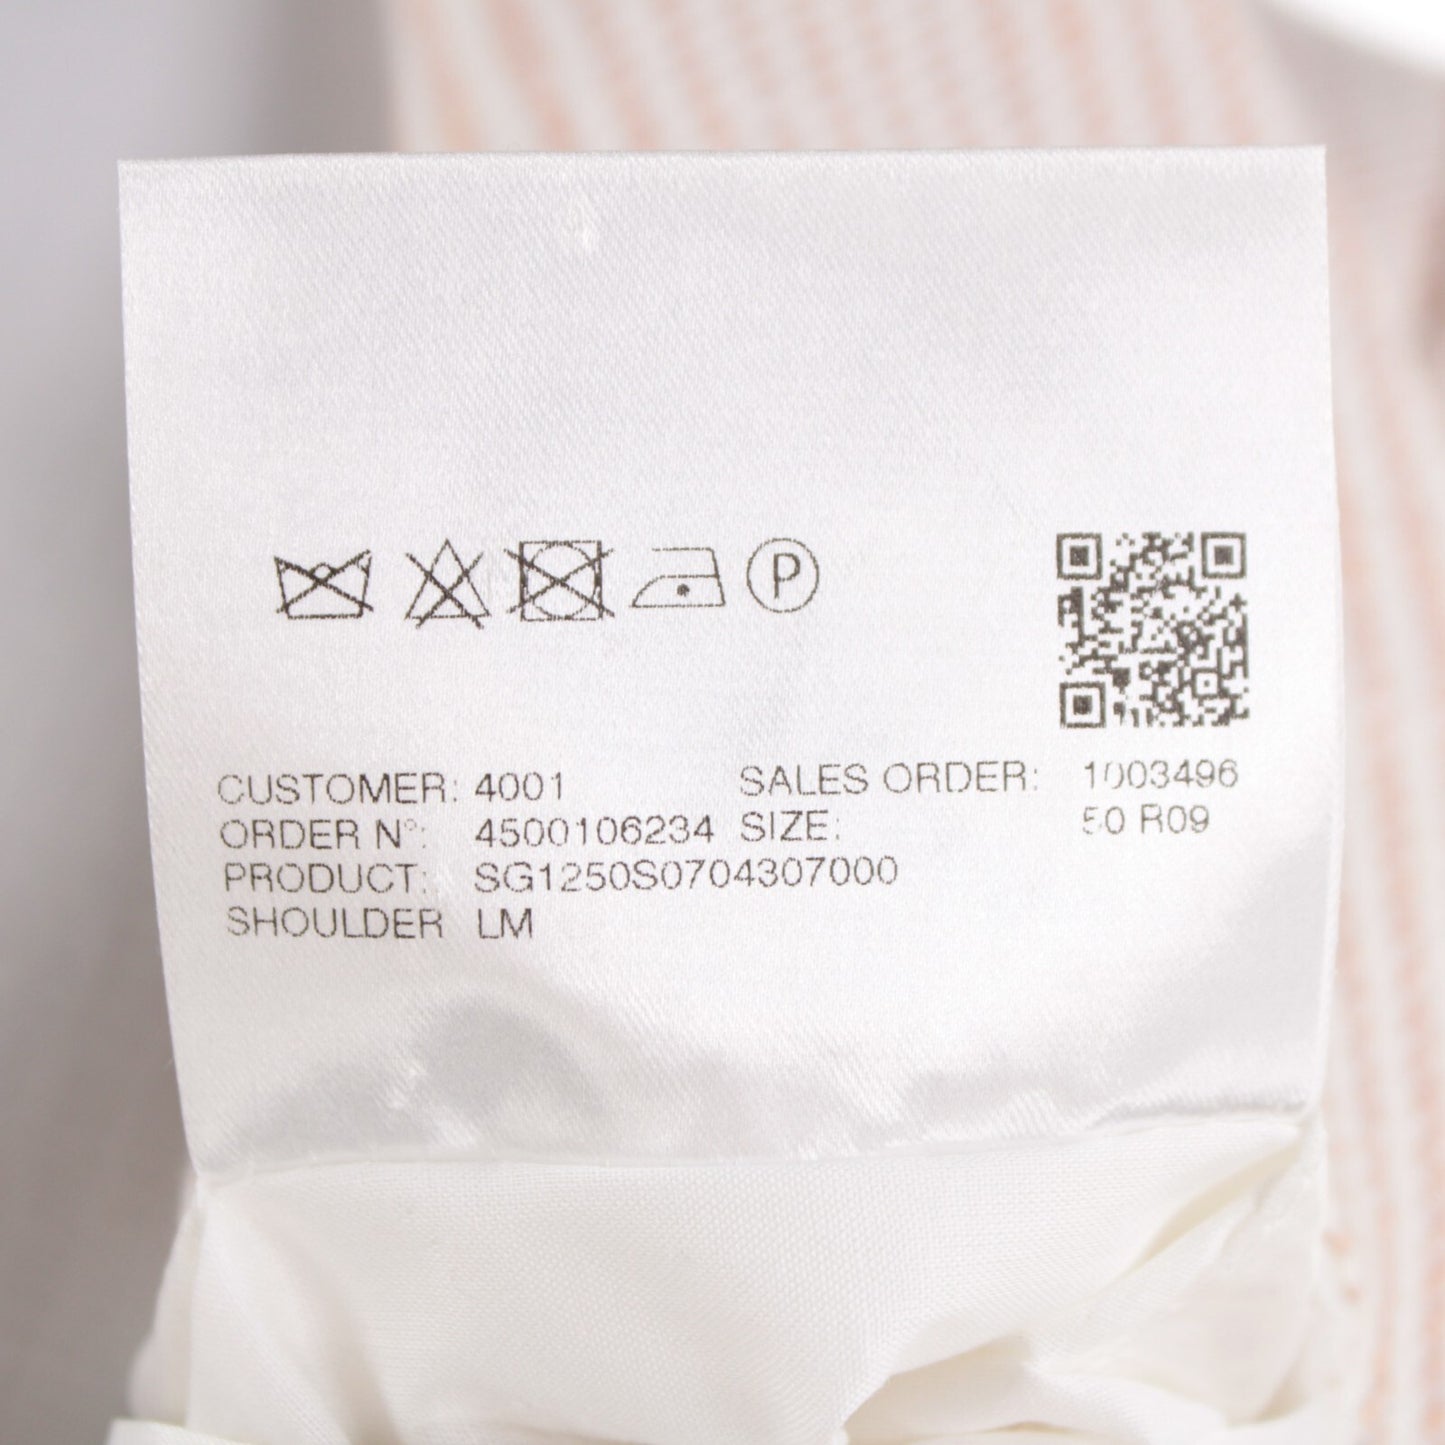 P
CUSTOMER: 4001 SALES ORDER: 1003496
ORDER N°: 4500106234 SIZE: 50 R09
PRODUCT: SG1250S0704307000
SHOULDER LM